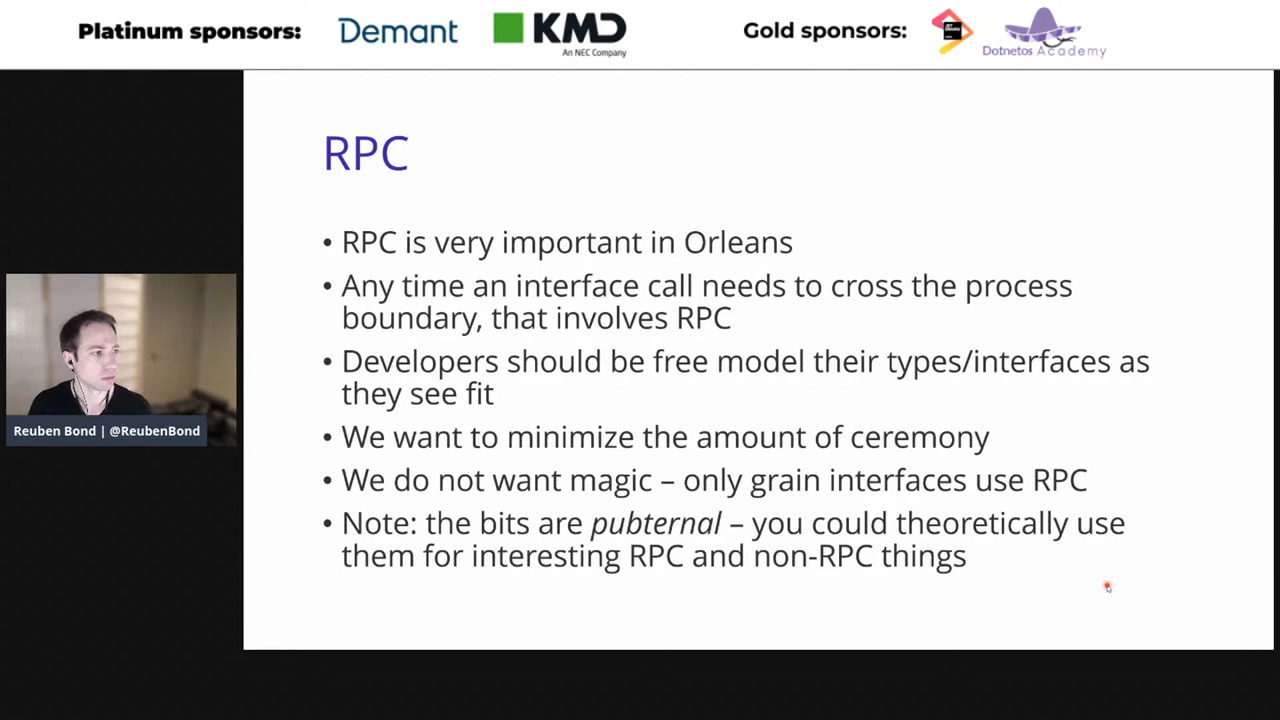 Platinum sponsors:
Demant
KMD
An NEC Company
Gold sponsors:
Dotnetos Academy
RPC
• RPC is very important in Orleans
• Any time an interface call needs to cross the process
boundary, that involves RPC
• Developers should be free model their types/interfaces as
they see fit
• We want to minimize the amount of ceremony
• We do not want magic – only grain interfaces use RPC
• Note: the bits are pubternal – you could theoretically use
them for interesting RPC and non-RPC things
Reuben Bond | @ReubenBond